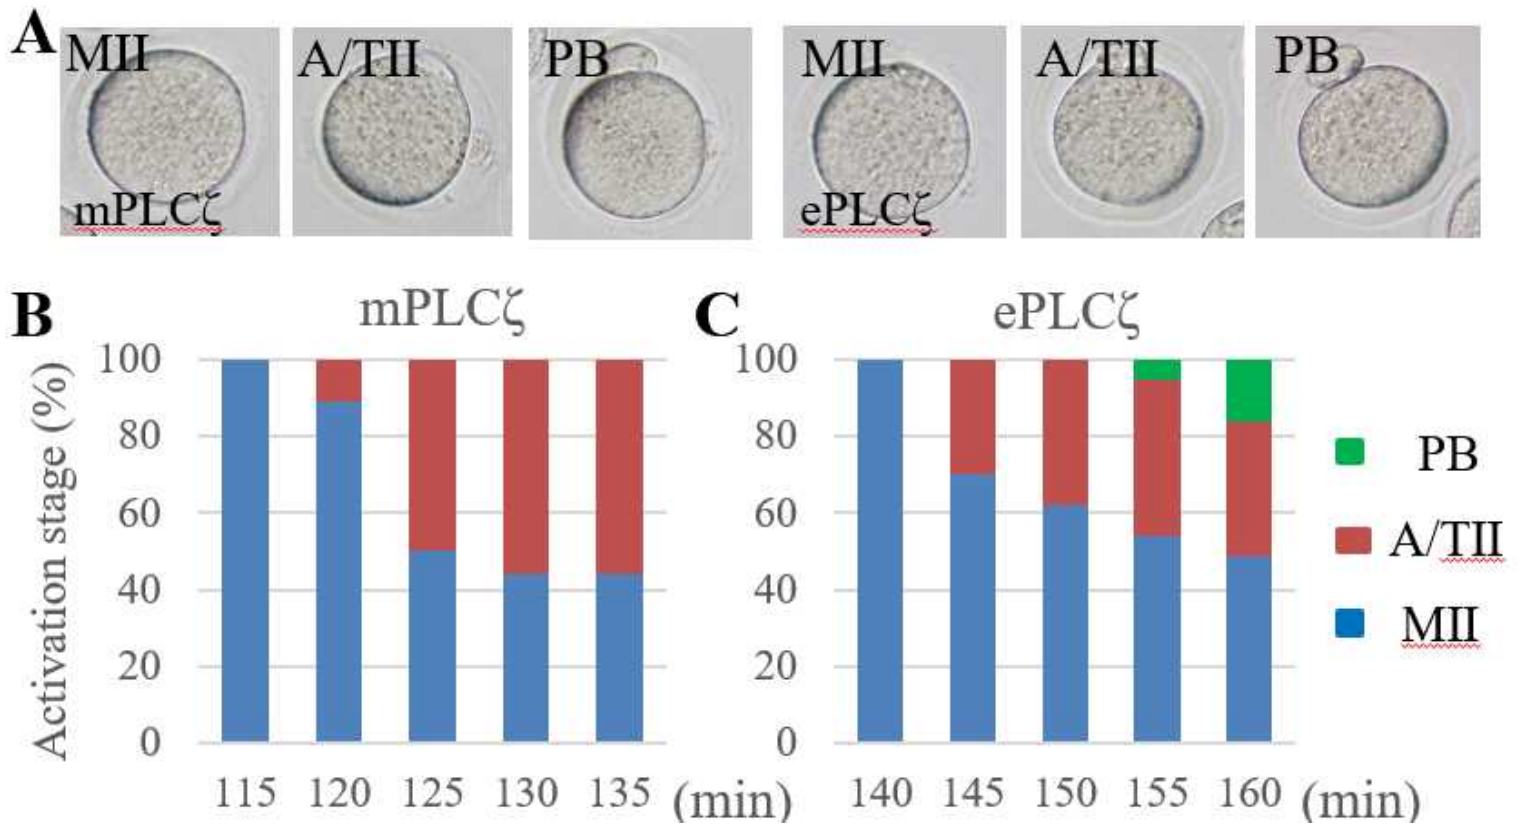 A
MII
A/TII
PB
MII
A/TII
PB
mPLCζ
ePLCζ
B
mPLCζ
C
ePLCζ
Activation stage (%)
100
80
60
40
20
0
115 120 125 130 135 (min)
100
80
60
40
20
0
140 145 150 155 160 (min)
PB
A/TII
MII